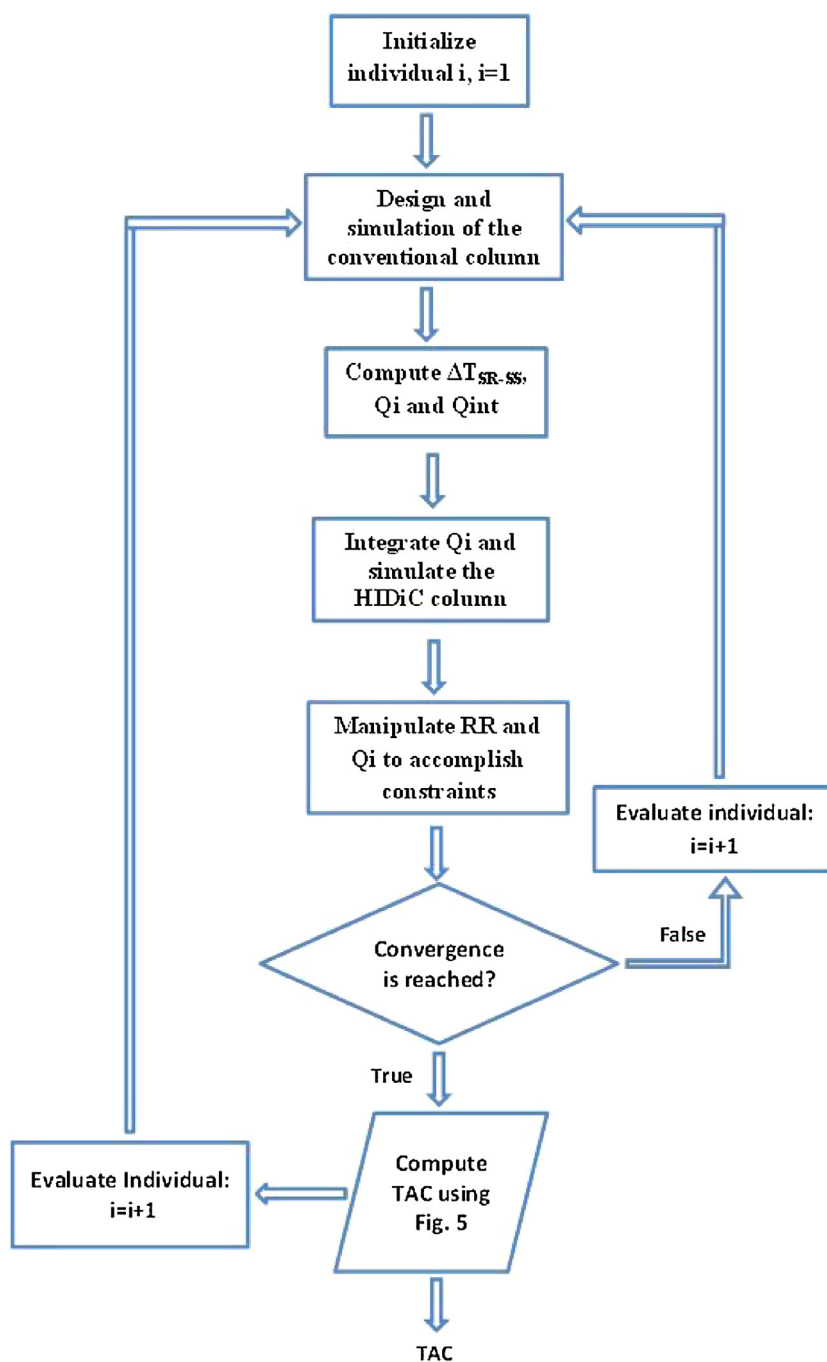 Initialize
individual i, i=1
Design and
simulation of the
conventional column
Compute ΔTSR-SS,
Qi and Qint
Integrate Qi and
simulate the
HIDiC column
Manipulate RR and
Qi to accomplish
constraints
Evaluate individual:
i=i+1
False
Convergence
is reached?
True
Evaluate Individual:
i=i+1
Compute
TAC using
Fig. 5
TAC